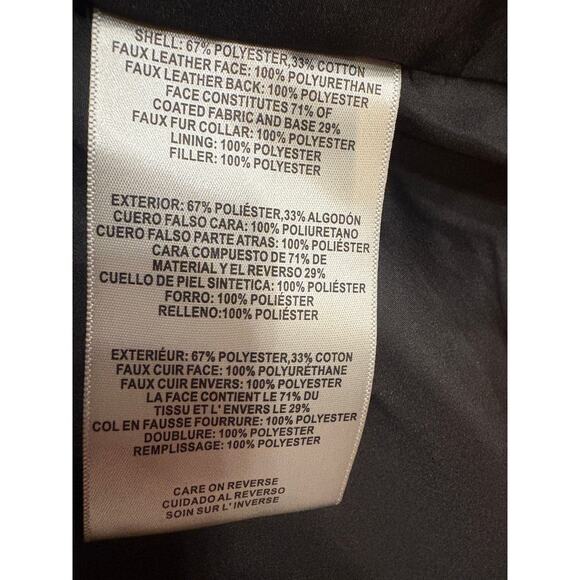 SHELL: 67% POLYESTER,33% COTTON
FAUX LEATHER FACE: 100% POLYURETHANE
FAUX LEATHER BACK: 100% POLYESTER
FACE CONSTITUTES 71% OF
COATED FABRIC AND BASE 29%
FAUX FUR COLLAR: 100% POLYESTER
LINING: 100% POLYESTER
FILLER: 100% POLYESTER
EXTERIOR: 67% POLIÉSTER,33% ALGODÓN
CUERO FALSO CARA: 100% POLIURETANO
CUERO FALSO PARTE ATRAS: 100% POLIÉSTER
CARA COMPUESTO DE 71% DE
MATERIAL Y EL REVERSO 29%
CUELLO DE PIEL SINTETICA: 100% POLIÉSTER
FORRO: 100% POLIÉSTER
RELLENO:100% POLIÉSTER
EXTERIÉUR: 67% POLYESTER,33% COTON
FAUX CUIR FACE: 100% POLYURÉTHANE
FAUX CUIR ENVERS: 100% POLYESTER
LA FACE CONTIENT LE 71% DU
TISSU ET L' ENVERS LE 29%
COL EN FAUSSE FOURRURE: 100% POLYESTER
DOUBLURE: 100% POLYESTER
REMPLISSAGE: 100% POLYESTER
CARE ON REVERSE
CUIDADO AL REVERSO
SOIN SUR L' INVERSE